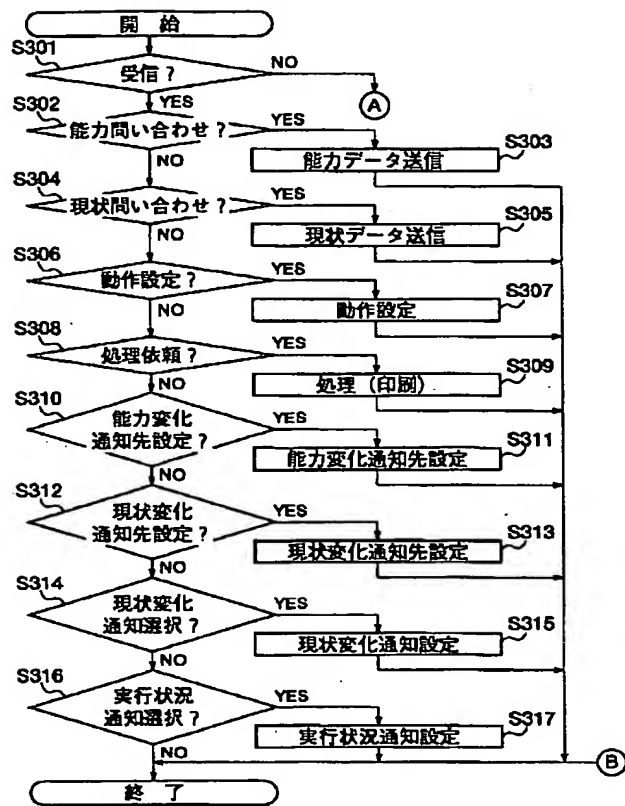 開始
S301
受信？
NO
A
YES
S302
能力問い合わせ？
YES
S303
能力データ送信
NO
S304
現状問い合わせ？
YES
S305
現状データ送信
NO
S306
動作設定？
YES
S307
動作設定
NO
S308
処理依頼？
YES
S309
処理（印刷）
NO
S310
能力変化
通知先設定？
YES
S311
能力変化通知先設定
NO
S312
現状変化
通知先設定？
YES
S313
現状変化通知先設定
NO
S314
現状変化
通知選択？
YES
S315
現状変化通知設定
NO
S316
実行状況
通知選択？
YES
S317
実行状況通知設定
NO
B
終了